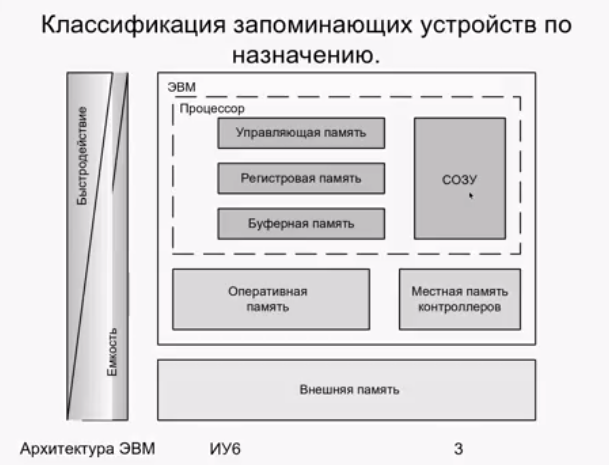 Классификация запоминающих устройств по
назначению.
Быстродействие
Емкость
ЭВМ
Процессор
Управляющая память
Регистровая память
Буферная память
СОЗУ
Оперативная
память
Местная память
контроллеров
Внешняя память
Архитектура ЭВМ ИУ6 3